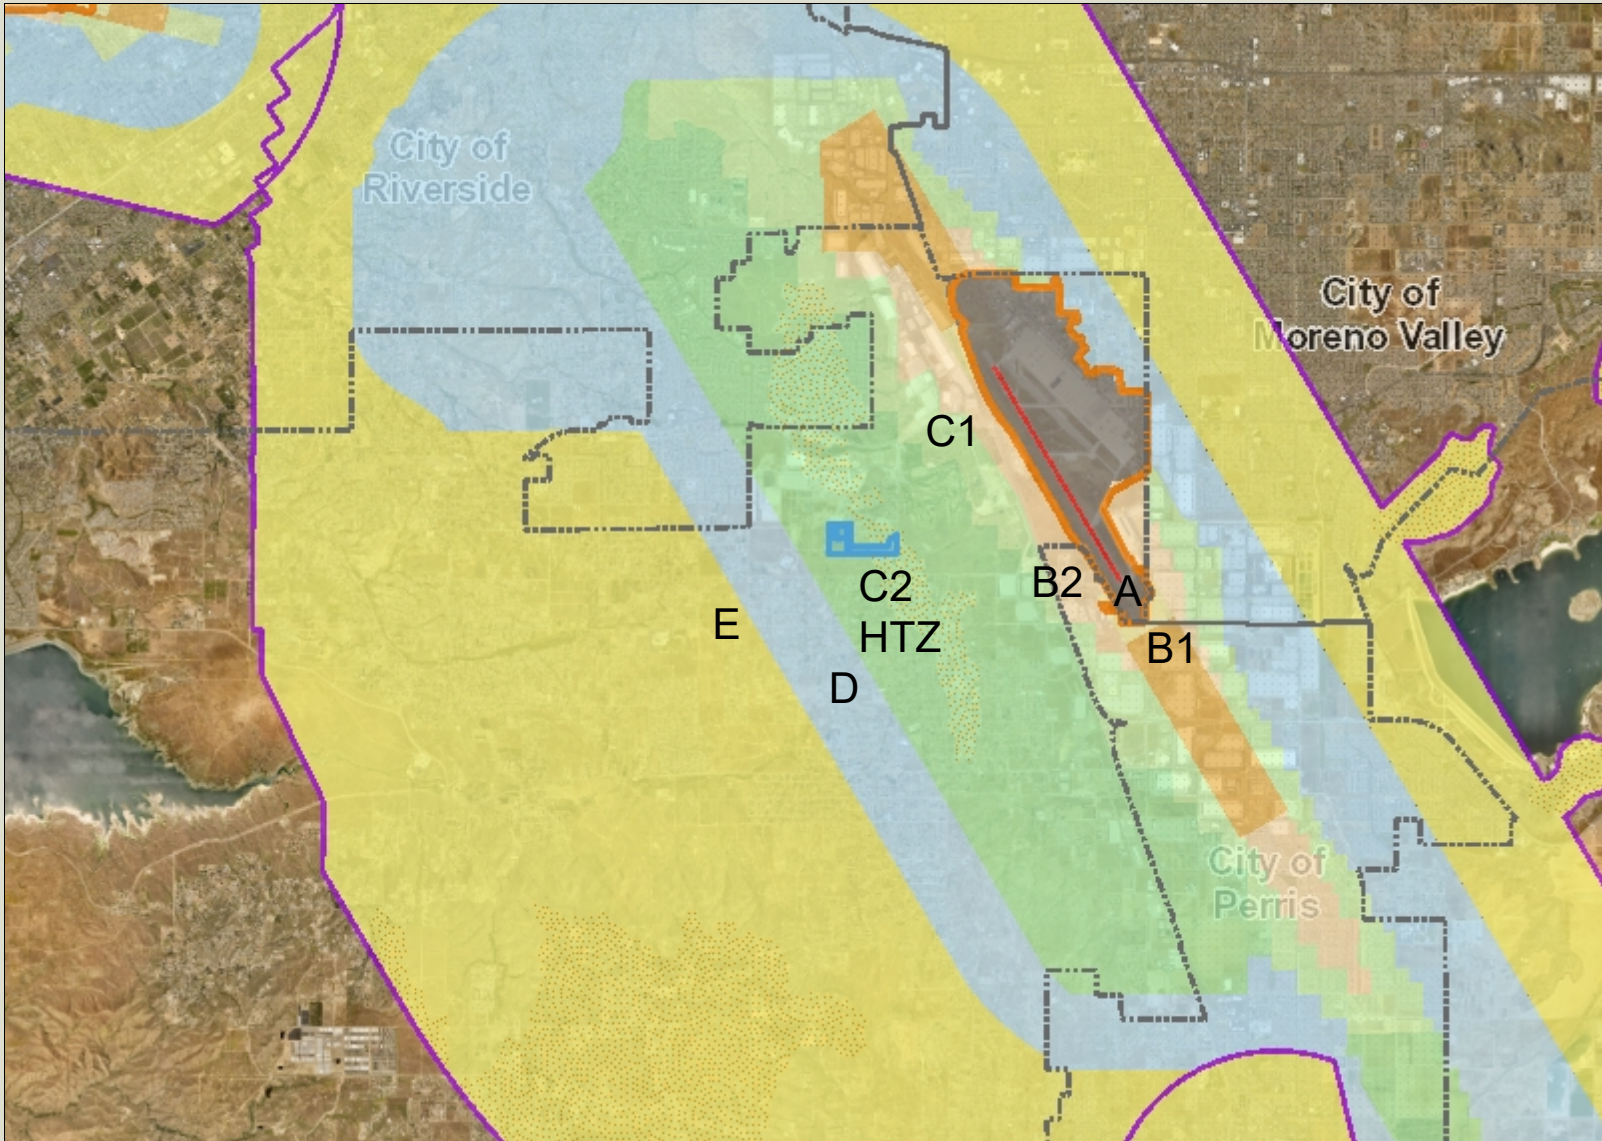 City of
Riverside
City of
Moreno Valley
C1
B2
A
C2
HTZ
E
B1
D
City of
Perris